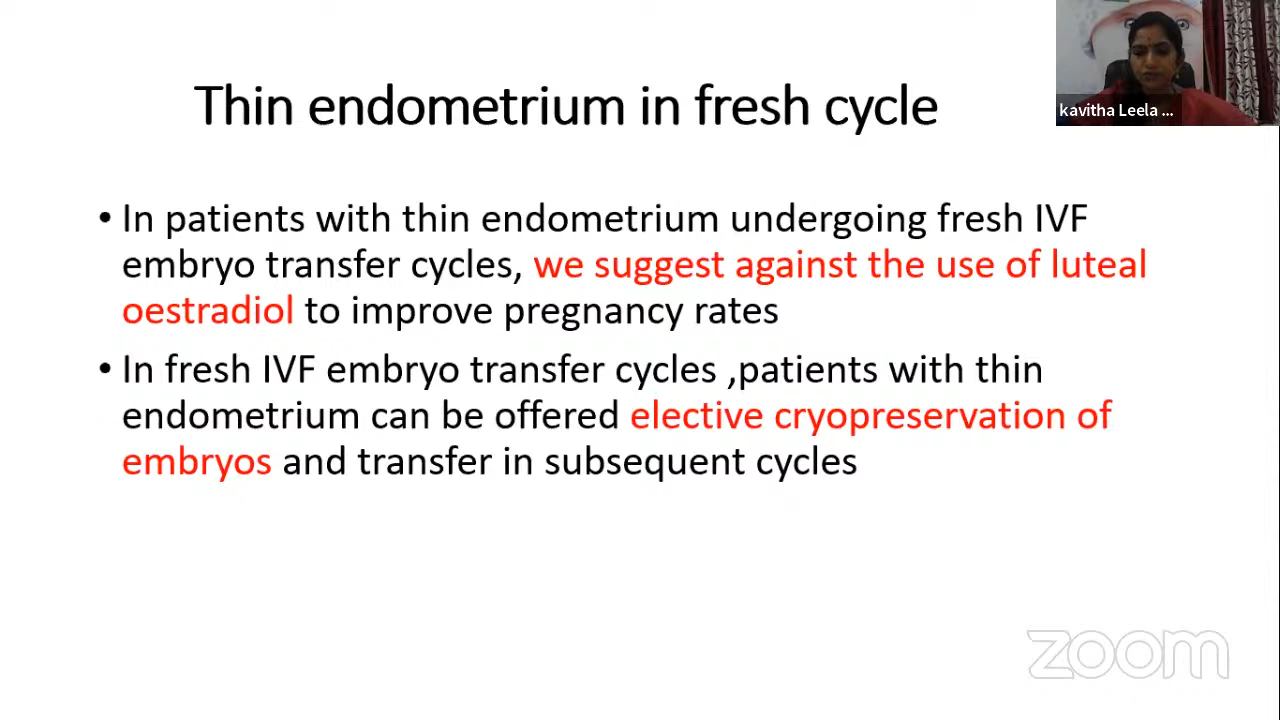 Thin endometrium in fresh cycle
kavitha Leela ...
• In patients with thin endometrium undergoing fresh IVF
embryo transfer cycles, we suggest against the use of luteal
oestradiol to improve pregnancy rates
• In fresh IVF embryo transfer cycles ,patients with thin
endometrium can be offered elective cryopreservation of
embryos and transfer in subsequent cycles
zoom